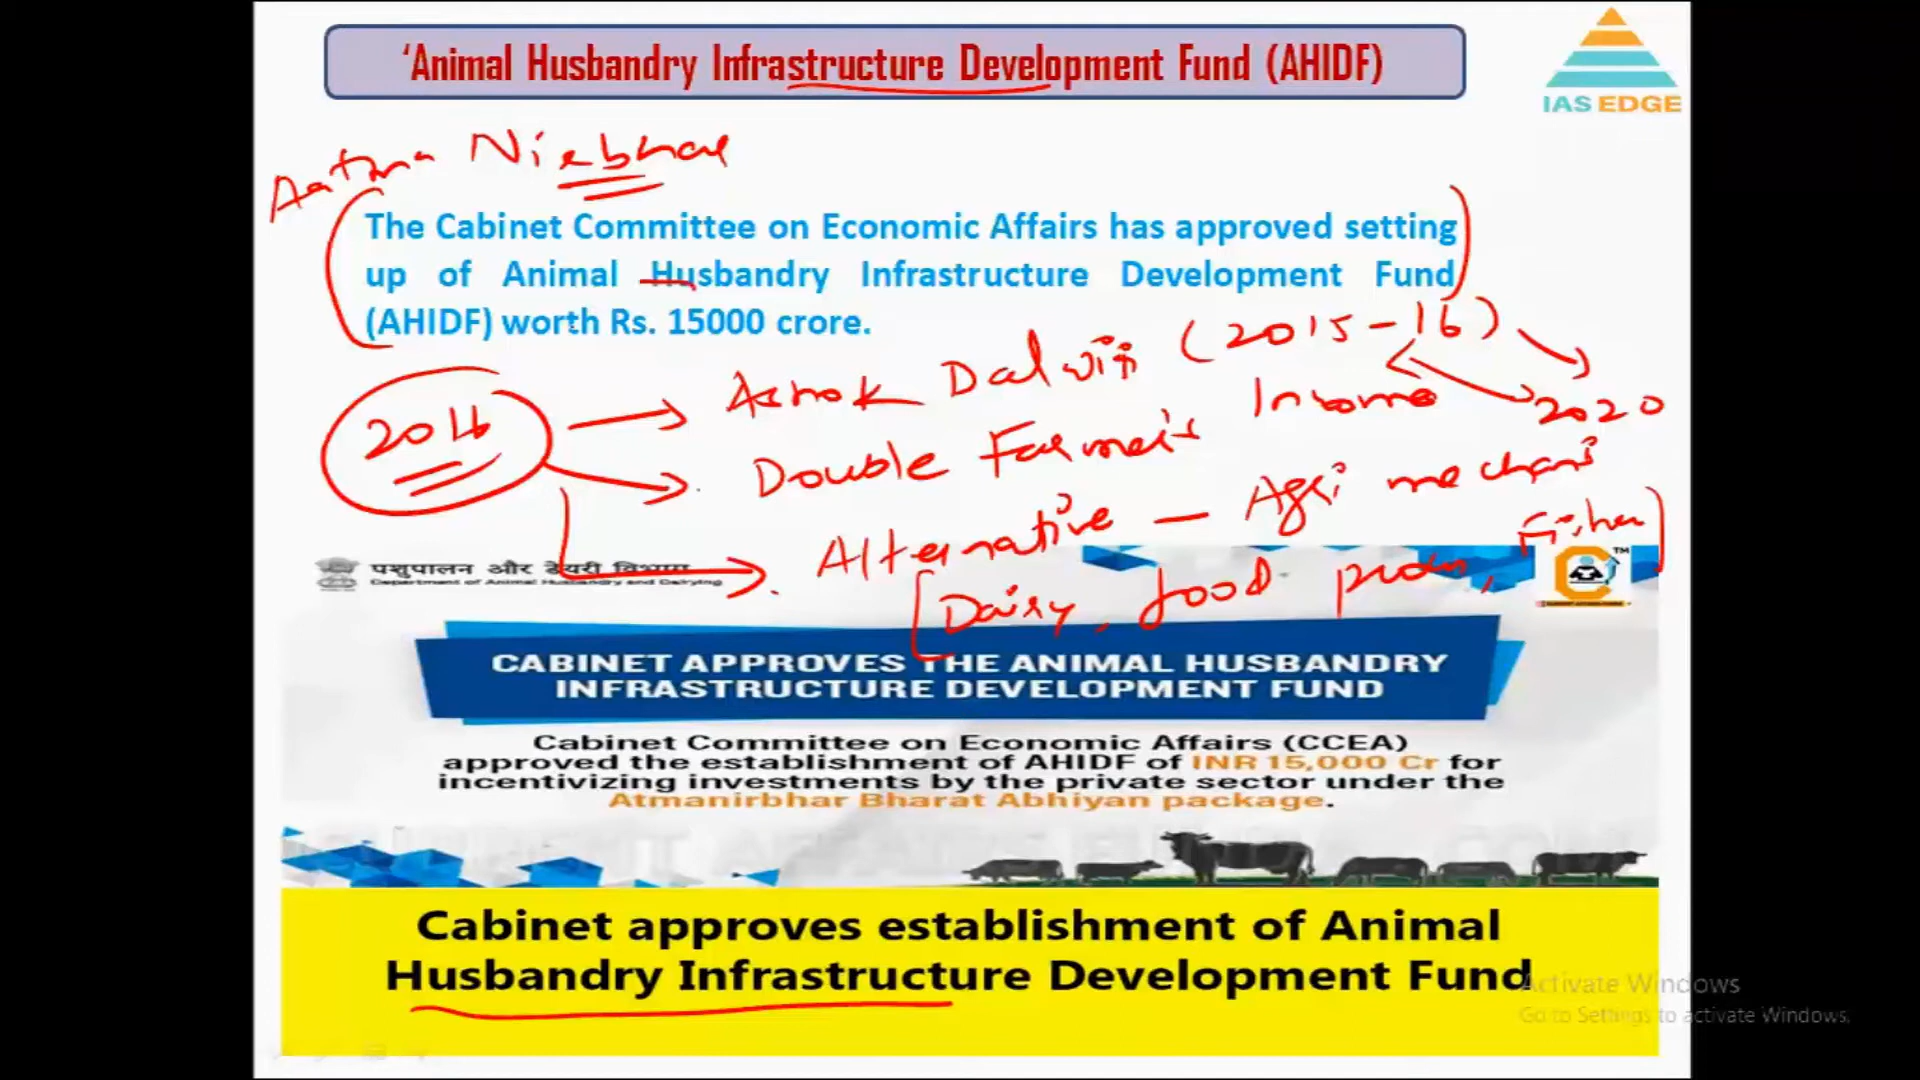 ‘Animal Husbandry Infrastructure Development Fund (AHIDF)
IAS EDGE
Aatma Nirbhar
The Cabinet Committee on Economic Affairs has approved setting
up of Animal Husbandry Infrastructure Development Fund
(AHIDF) worth Rs. 15000 crore.
2016
Ashok Dalwai (2015-16)
Double Farmer's Income 2020
Alternative - Agri mechani
[Dairy, food
पशुपालन और डेयरी विभाग
Department of Animal Husbandry and Dairying
CABINET APPROVES THE ANIMAL HUSBANDRY
INFRASTRUCTURE DEVELOPMENT FUND
Cabinet Committee on Economic Affairs (CCEA)
approved the establishment of AHIDF of INR 15,000 Cr for
incentivizing investments by the private sector under the
Atmanirbhar Bharat Abhiyan package.
Cabinet approves establishment of Animal
Husbandry Infrastructure Development Fund
Activate Windows
Go to Settings to activate Windows.